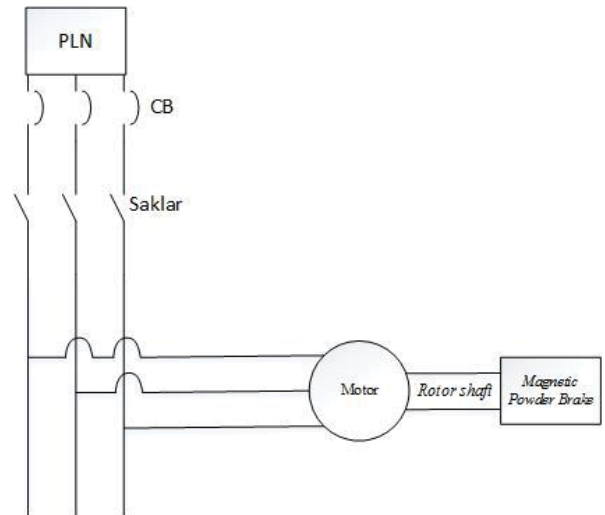 PLN
CB
Saklar
Motor
Rotor shaft
Magnetic
Powder Brake